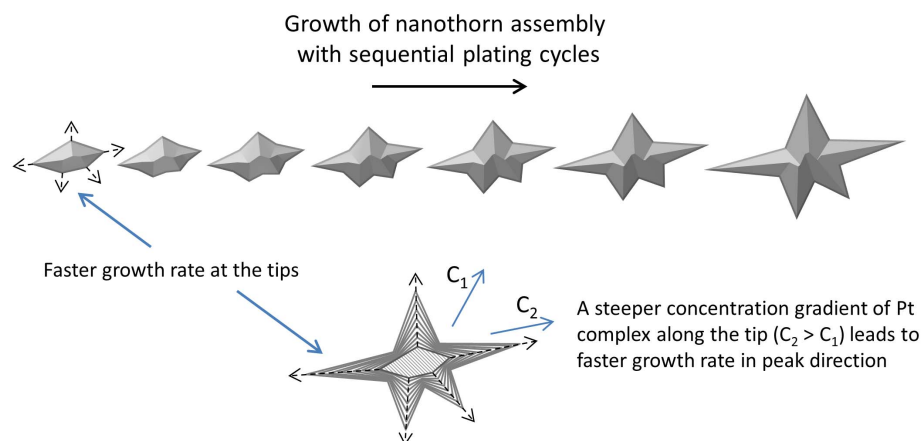 Growth of nanothorn assembly
with sequential plating cycles
Faster growth rate at the tips
C₁
C₂
A steeper concentration gradient of Pt
complex along the tip (C₂ > C₁) leads to
faster growth rate in peak direction